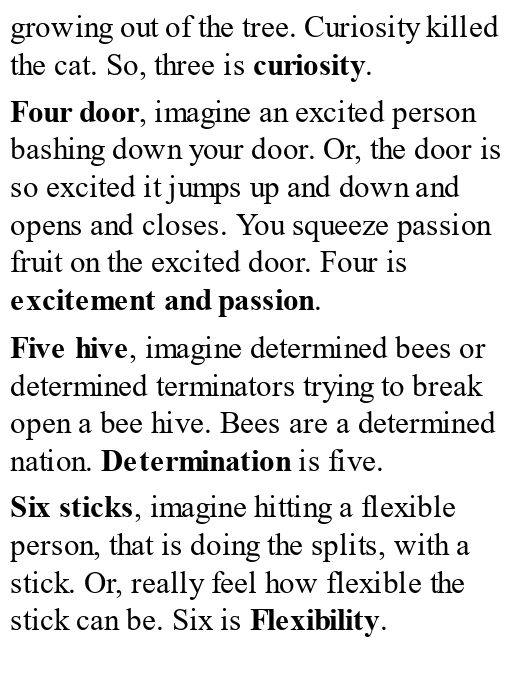 growing out of the tree. Curiosity killed
the cat. So, three is curiosity.
Four door, imagine an excited person
bashing down your door. Or, the door is
so excited it jumps up and down and
opens and closes. You squeeze passion
fruit on the excited door. Four is
excitement and passion.
Five hive, imagine determined bees or
determined terminators trying to break
open a bee hive. Bees are a determined
nation. Determination is five.
Six sticks, imagine hitting a flexible
person, that is doing the splits, with a
stick. Or, really feel how flexible the
stick can be. Six is Flexibility.